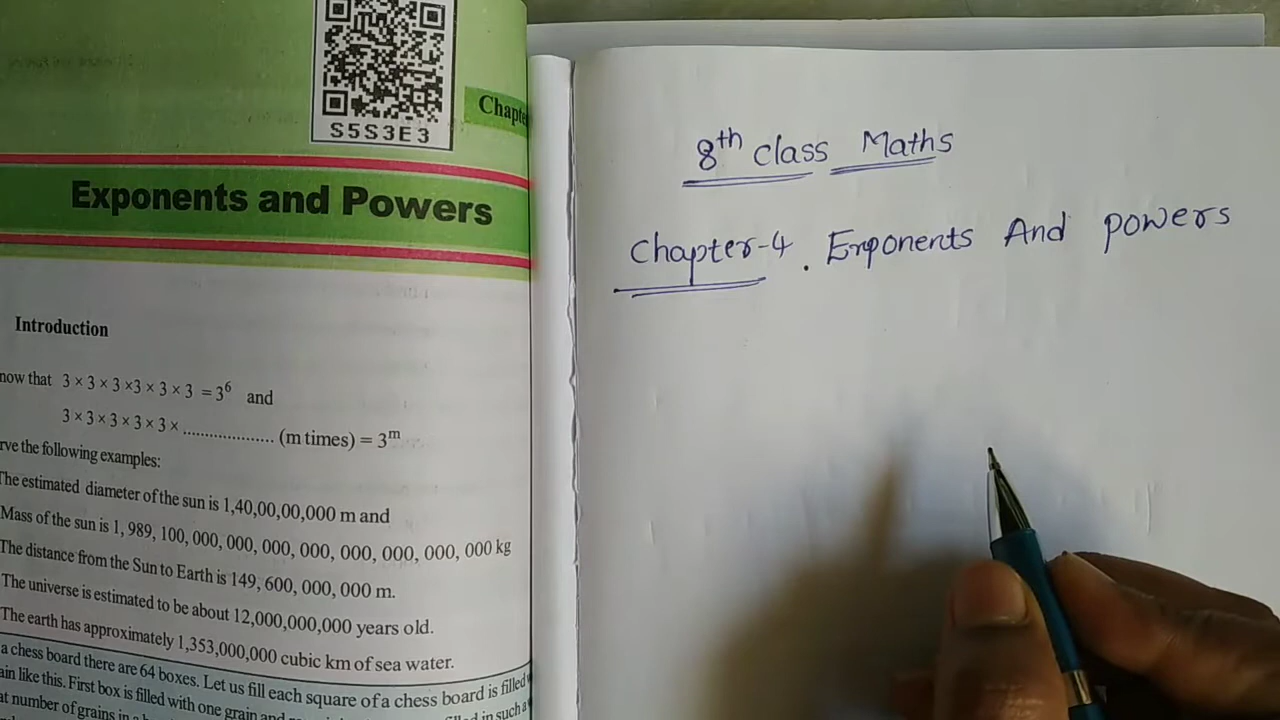 S5S3E3
Exponents and Powers
Introduction
that 3 × 3 × 3 ×3 × 3 × 3 = 3⁶ and
3 × 3 × 3 × 3 × 3 × ................... (m times) = 3ᵐ
the following examples:
The estimated diameter of the sun is 1,40,00,00,000 m and
Mass of the sun is 1, 989, 100, 000, 000, 000, 000, 000, 000, 000, 000 kg
The distance from the Sun to Earth is 149, 600, 000, 000 m.
The universe is estimated to be about 12,000,000,000 years old.
The earth has approximately 1,353,000,000 cubic km of sea water.
a chess board there are 64 boxes. Let us fill each square of a chess board is filled
like this. First box is filled with one grain and
number of grains in
in such a
8th class Maths
Chapter-4 . Exponents And powers